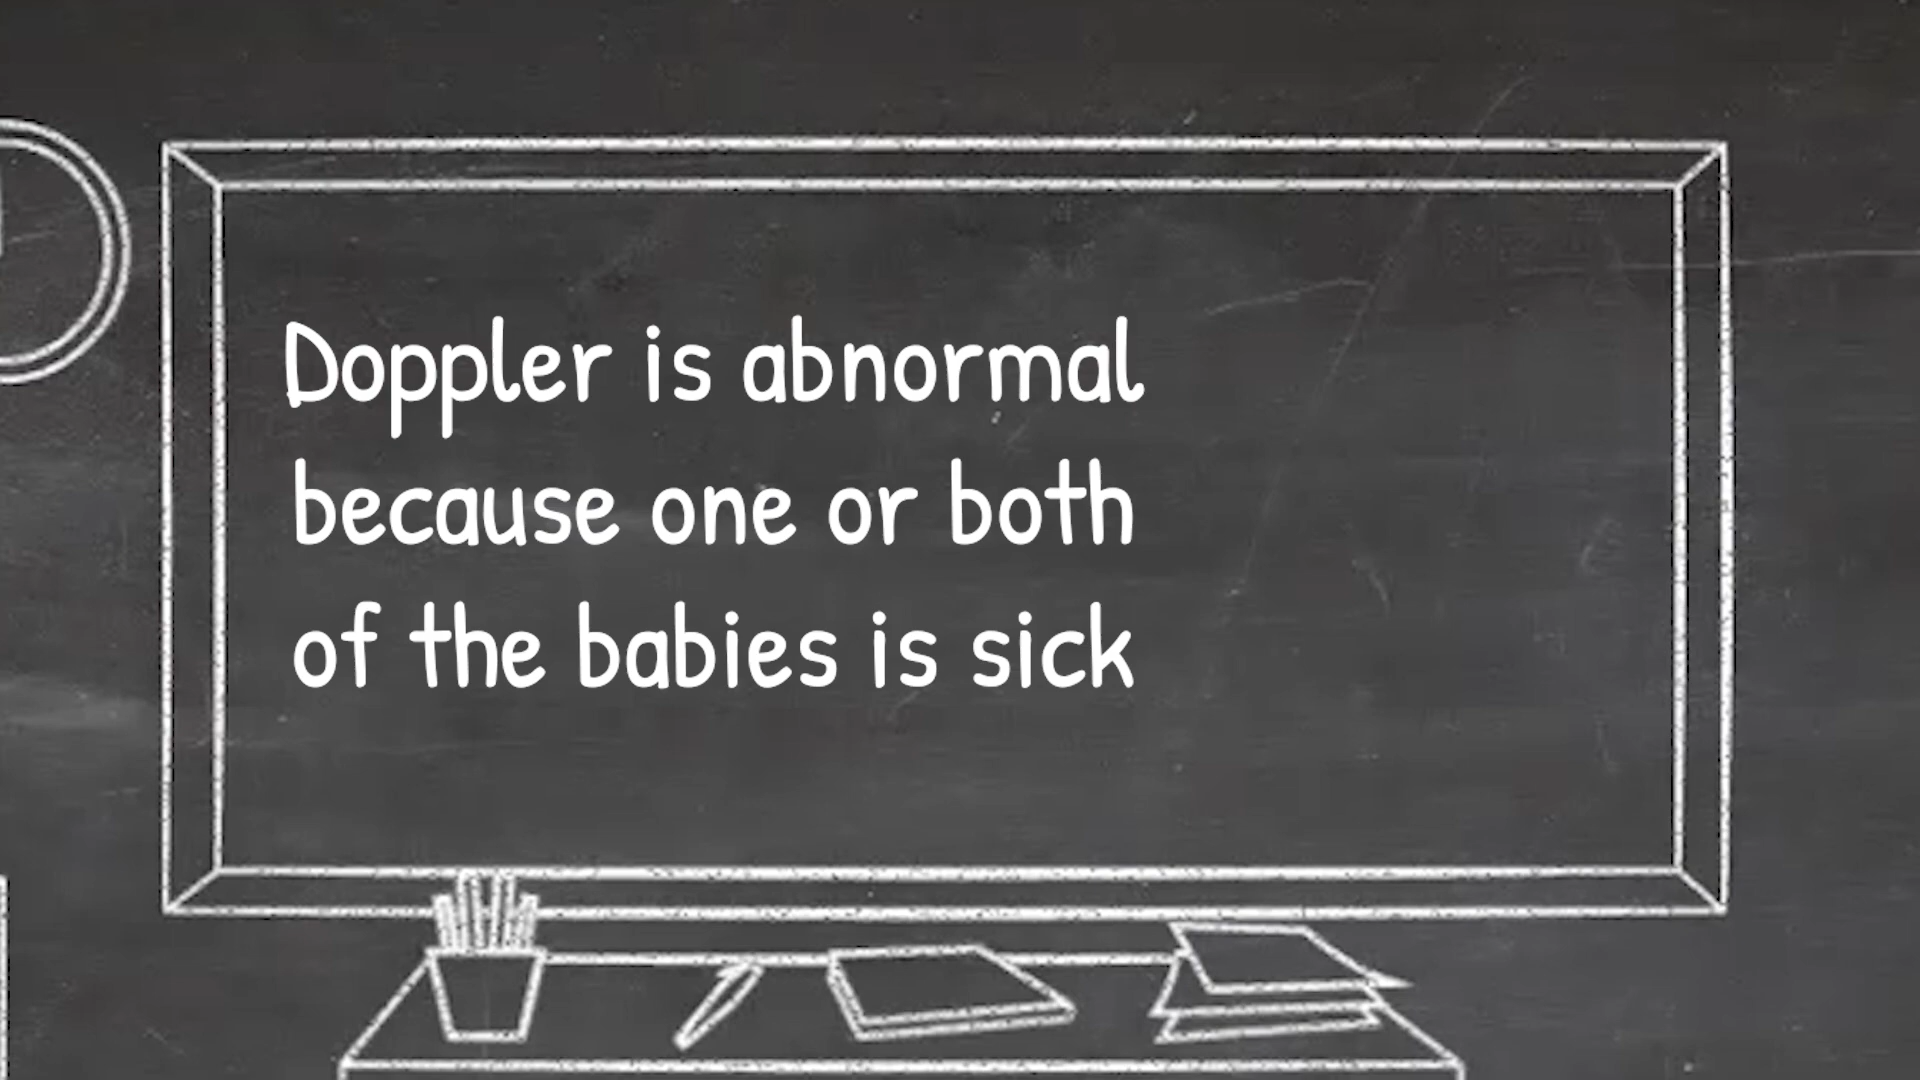 Doppler is abnormal
because one or both
of the babies is sick